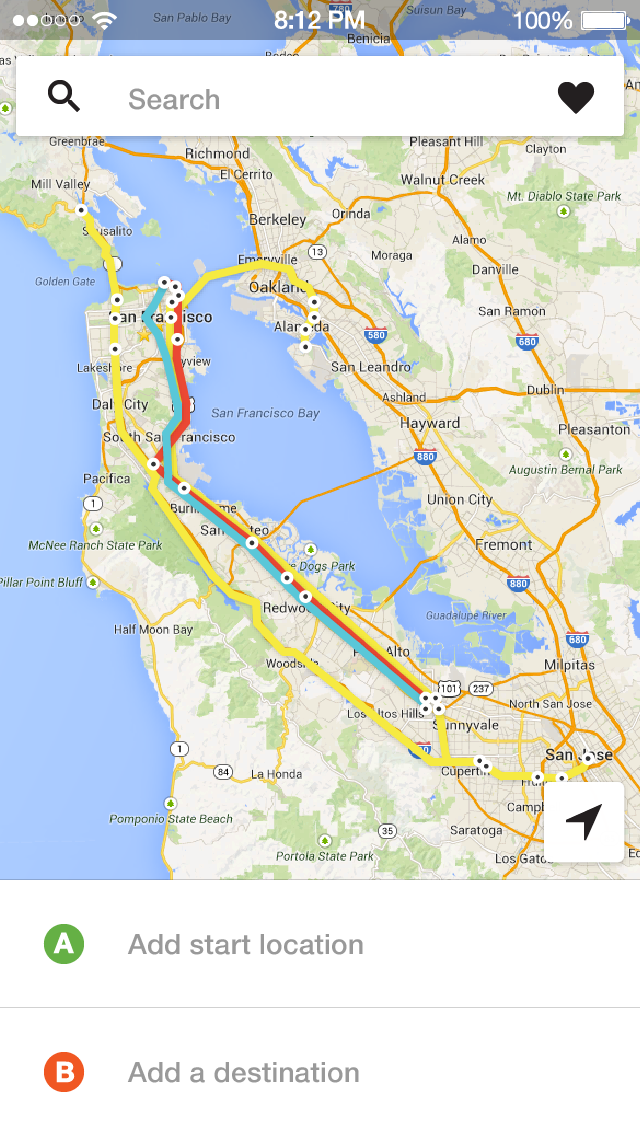 San Pablo Bay
8:12 PM
100%
Suisun Bay
Benicia
Search
Greenbrae
Pleasant Hill
Clayton
Richmond
El Cerrito
Walnut Creek
Mill Valley
Mt. Diablo State Park
Orinda
Berkeley
Alamo
13
Moraga
Emeryville
Danville
Golden Gate
Oakland
San Ramon
San Francisco
Alameda
580
680
Lakeshore
San Leandro
Dublin
Ashland
Daly City
San Francisco Bay
Hayward
Pleasanton
South San Francisco
880
Augustin Bernal Park
Pacifica
1
Union City
San Mateo
McNee Ranch State Park
Fremont
Pillar Point Bluff
880
Redwood City
Guadalupe River
Half Moon Bay
680
Palo Alto
Milpitas
Woodside
101
237
Los Altos Hills
North San Jose
Sunnyvale
1
San Jose
84
La Honda
Cupertino
Pomponio State Beach
35
Saratoga
Portola State Park
Los Gatos
A
Add start location
B
Add a destination